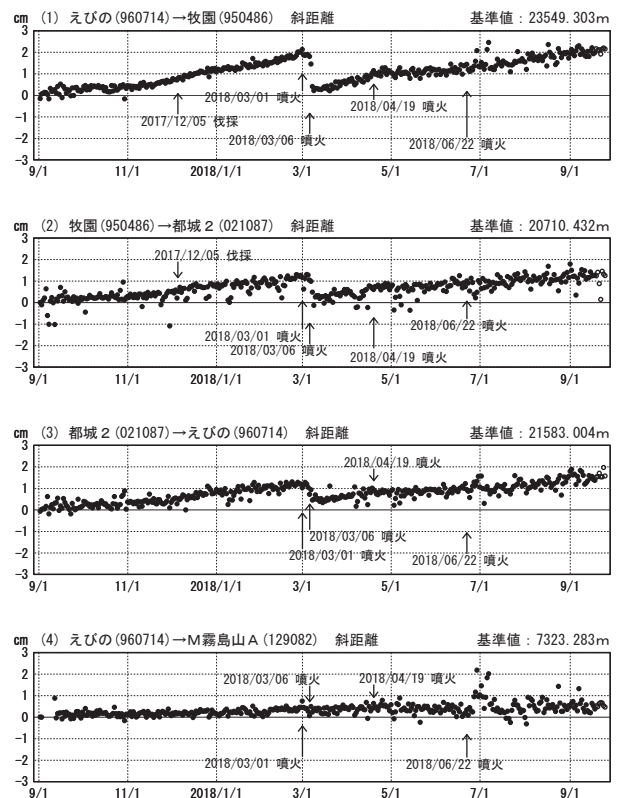 cm (1) えびの(960714)→牧園(950486) 斜距離 基準値：23549.303m
3
2
1
0
-1
-2
-3
2018/03/01 噴火
2018/04/19 噴火
2017/12/05 伐採
2018/03/06 噴火
2018/06/22 噴火
9/1 11/1 2018/1/1 3/1 5/1 7/1 9/1
cm (2) 牧園(950486)→都城２(021087) 斜距離 基準値：20710.432m
3
2
1
0
-1
-2
-3
2017/12/05 伐採
2018/06/22 噴火
2018/03/01 噴火
2018/03/06 噴火
2018/04/19 噴火
9/1 11/1 2018/1/1 3/1 5/1 7/1 9/1
cm (3) 都城２(021087)→えびの(960714) 斜距離 基準値：21583.004m
3
2
1
0
-1
-2
-3
2018/04/19 噴火
2018/03/06 噴火
2018/03/01 噴火
2018/06/22 噴火
9/1 11/1 2018/1/1 3/1 5/1 7/1 9/1
cm (4) えびの(960714)→Ｍ霧島山Ａ(129082) 斜距離 基準値：7323.283m
3
2
1
0
-1
-2
-3
2018/03/06 噴火
2018/04/19 噴火
2018/03/01 噴火
2018/06/22 噴火
9/1 11/1 2018/1/1 3/1 5/1 7/1 9/1